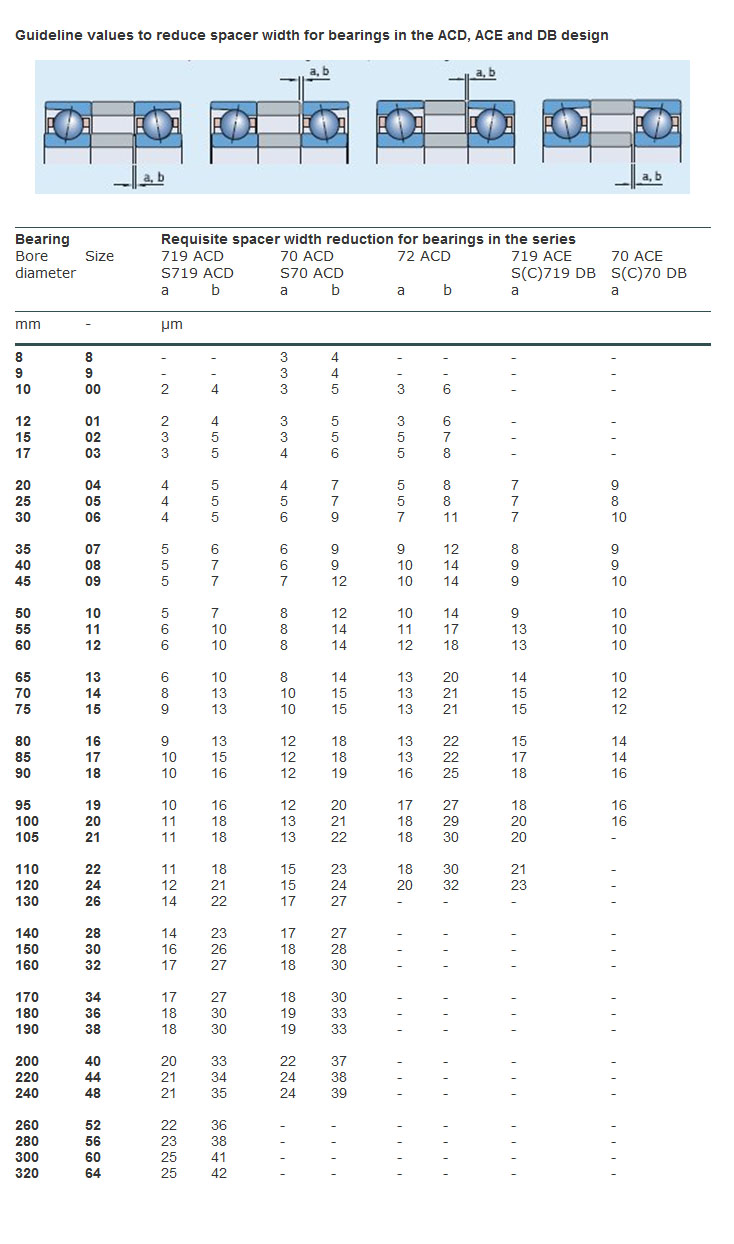 Guideline values to reduce spacer width for bearings in the ACD, ACE and DB design
a, b a, b
a, b a, b
Bearing Requisite spacer width reduction for bearings in the series
Bore Size 719 ACD 70 ACD 72 ACD 719 ACE 70 ACE
diameter S719 ACD S70 ACD S(C)719 DB S(C)70 DB
a b a b a b a a
mm - µm
8 8 - - 3 4 - - - -
9 9 - - 3 4 - - - -
10 00 2 4 3 5 3 6 - -
12 01 2 4 3 5 3 6 - -
15 02 3 5 3 5 5 7 - -
17 03 3 5 4 6 5 8 - -
20 04 4 5 4 7 5 8 7 9
25 05 4 5 5 7 5 8 7 8
30 06 4 5 6 9 7 11 7 10
35 07 5 6 6 9 9 12 8 9
40 08 5 7 6 9 10 14 9 9
45 09 5 7 7 12 10 14 9 10
50 10 5 7 8 12 10 14 9 10
55 11 6 10 8 14 11 17 13 10
60 12 6 10 8 14 12 18 13 10
65 13 6 10 8 14 13 20 14 10
70 14 8 13 10 15 13 21 15 12
75 15 9 13 10 15 13 21 15 12
80 16 9 13 12 18 13 22 15 14
85 17 10 15 12 18 13 22 17 14
90 18 10 16 12 19 16 25 18 16
95 19 10 16 12 20 17 27 18 16
100 20 11 18 13 21 18 29 20 16
105 21 11 18 13 22 18 30 20 -
110 22 11 18 15 23 18 30 21 -
120 24 12 21 15 24 20 32 23 -
130 26 14 22 17 27 - - - -
140 28 14 23 17 27 - - - -
150 30 16 26 18 28 - - - -
160 32 17 27 18 30 - - - -
170 34 17 27 18 30 - - - -
180 36 18 30 19 33 - - - -
190 38 18 30 19 33 - - - -
200 40 20 33 22 37 - - - -
220 44 21 34 24 38 - - - -
240 48 21 35 24 39 - - - -
260 52 22 36 - - - - - -
280 56 23 38 - - - - - -
300 60 25 41 - - - - - -
320 64 25 42 - - - - - -